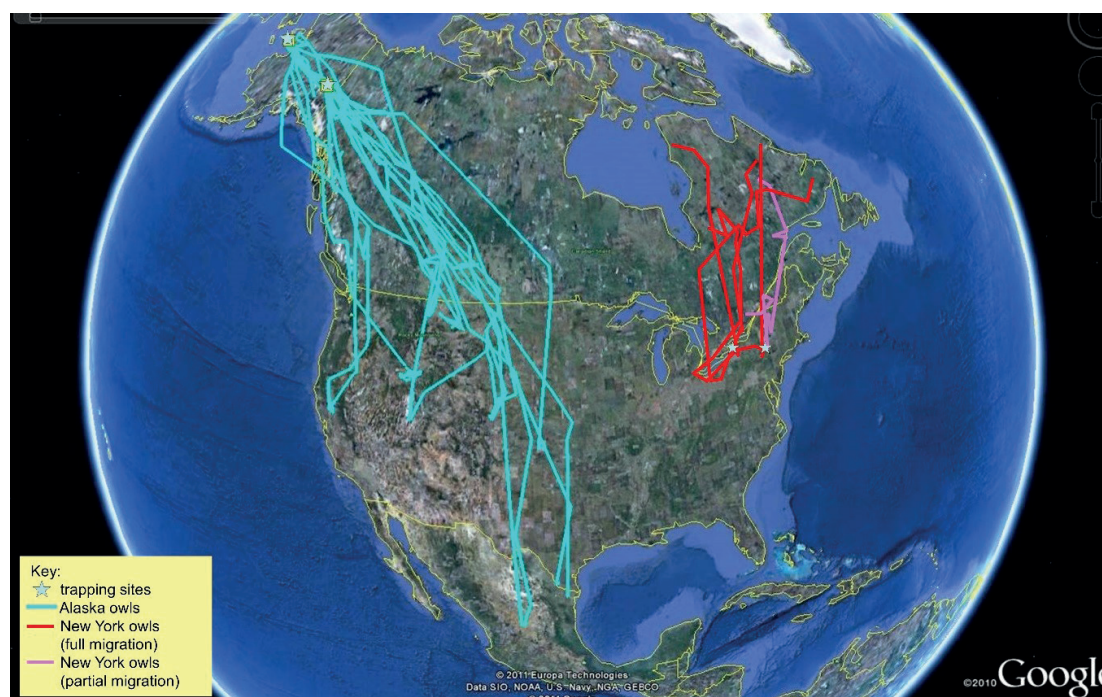 Key:
trapping sites
Alaska owls
New York owls
(full migration)
New York owls
(partial migration)
© 2011 Europa Technologies
Data SIO, NOAA, U.S. Navy, NGA, GEBCO
©2010 Google